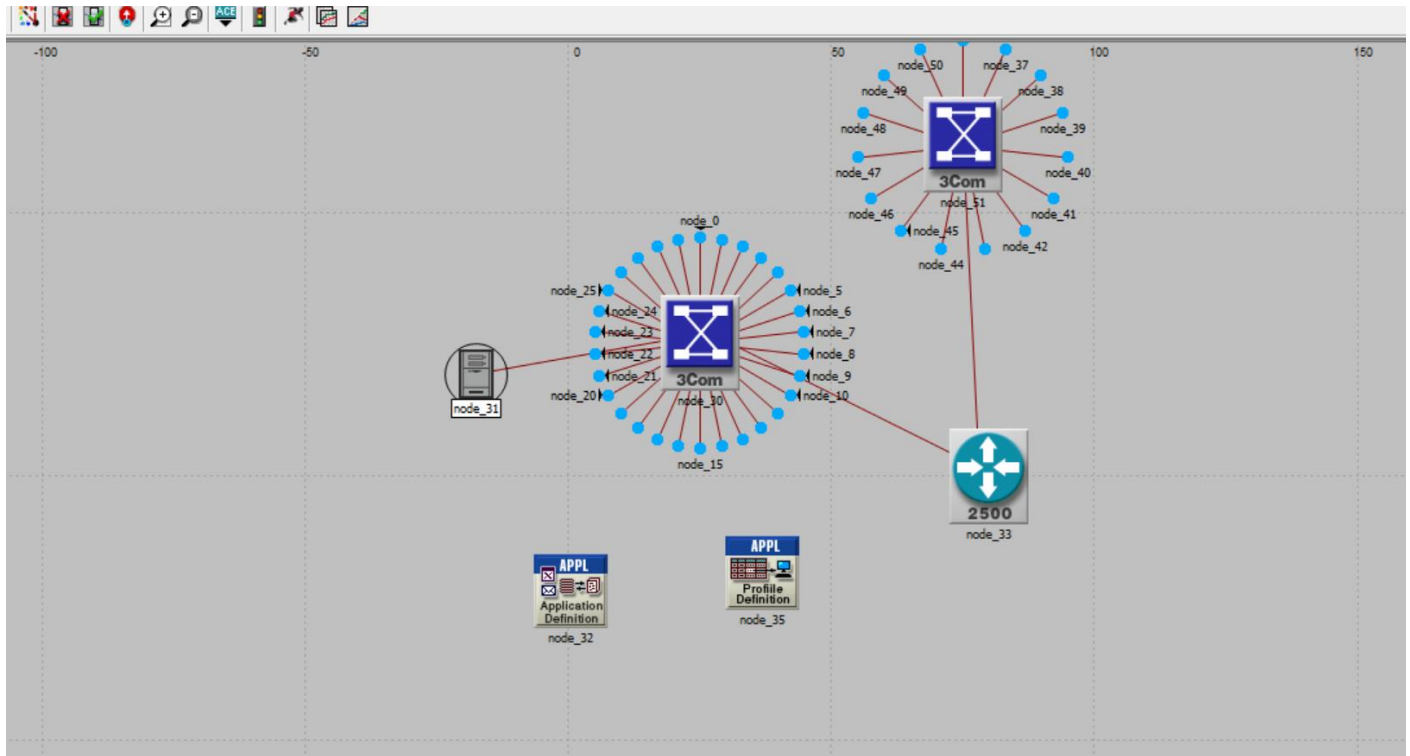 ACE
-100
-50
0
50
100
150
node_50
node_37
node_49
node_38
node_48
node_39
node_47
node_40
3Com
node_51
node_46
node_41
node_45
node_42
node_44
node_0
node_25
node_5
node_24
node_6
node_23
node_7
node_22
node_8
node_21
node_9
3Com
node_20
node_30
node_10
node_31
node_15
2500
node_33
APPL
Application
Definition
node_32
APPL
Profiile
Definition
node_35